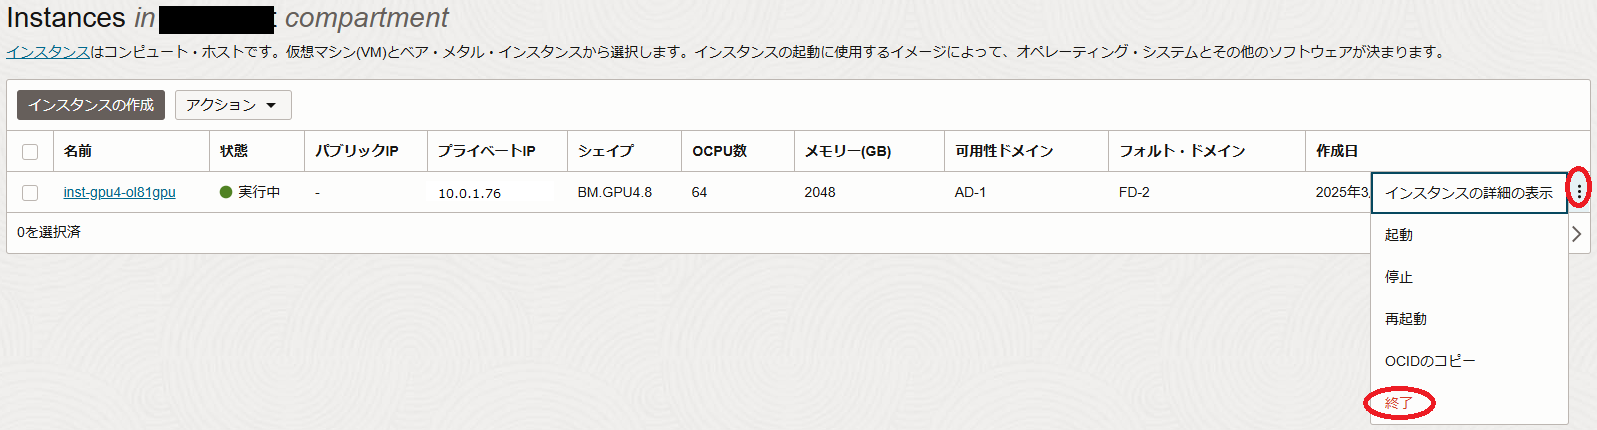 Instances in compartment
インスタンスはコンピュート・ホストです。仮想マシン(VM)とベア・メタル・インスタンスから選択します。インスタンスの起動に使用するイメージによって、オペレーティング・システムとその他のソフトウェアが決まります。
インスタンスの作成 アクション
名前 状態 パブリックIP プライベートIP シェイプ OCPU数 メモリー(GB) 可用性ドメイン フォルト・ドメイン 作成日
inst-gpu4-ol81gpu 実行中 - 10.0.1.76 BM.GPU4.8 64 2048 AD-1 FD-2 2025年3 インスタンスの詳細の表示
0を選択済
起動
停止
再起動
OCIDのコピー
終了